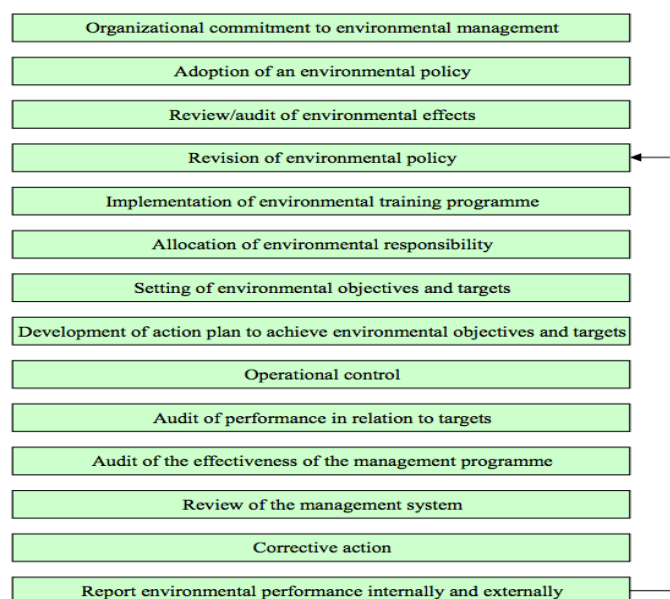 Organizational commitment to environmental management
Adoption of an environmental policy
Review/audit of environmental effects
Revision of environmental policy
Implementation of environmental training programme
Allocation of environmental responsibility
Setting of environmental objectives and targets
Development of action plan to achieve environmental objectives and targets
Operational control
Audit of performance in relation to targets
Audit of the effectiveness of the management programme
Review of the management system
Corrective action
Report environmental performance internally and externally